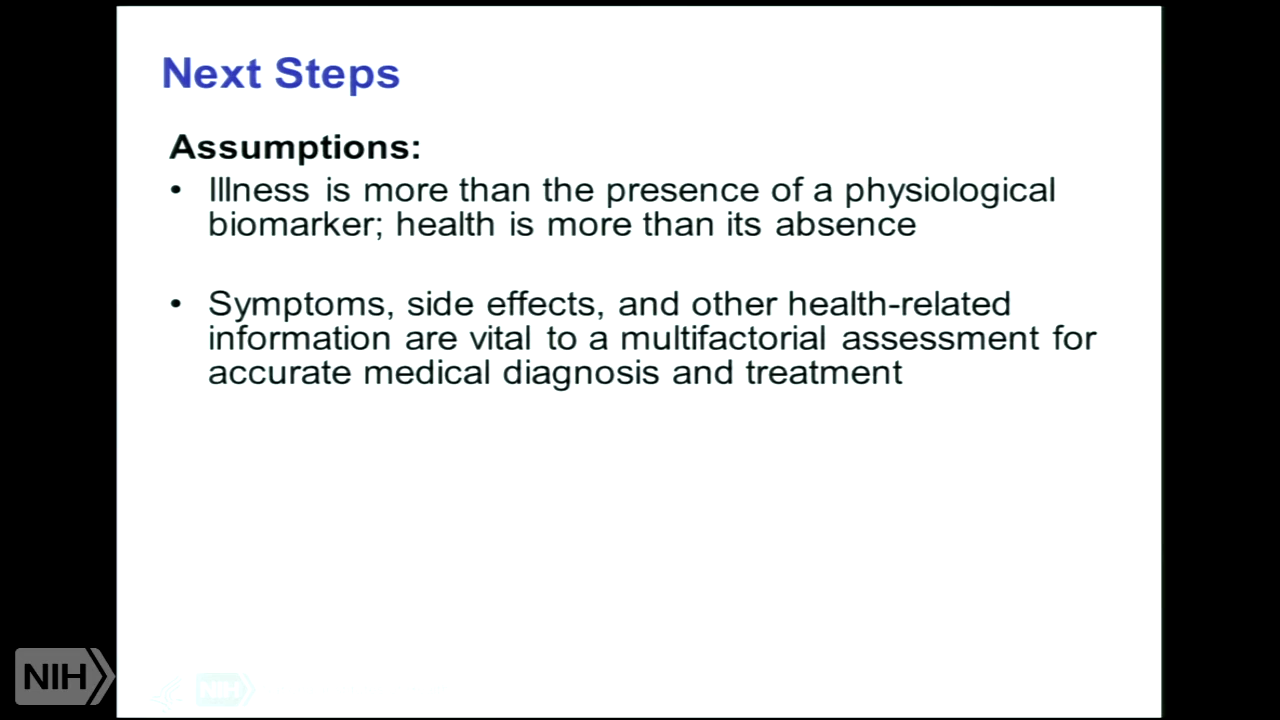 Next Steps
Assumptions:
• Illness is more than the presence of a physiological
biomarker; health is more than its absence
• Symptoms, side effects, and other health-related
information are vital to a multifactorial assessment for
accurate medical diagnosis and treatment
NIH
NIH